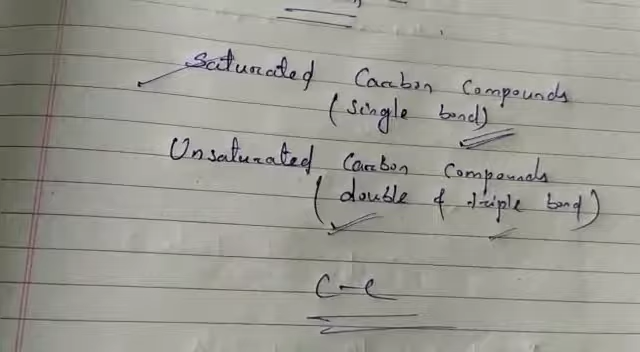 Saturated Carbon Compounds
(single bond)
Unsaturated Carbon Compounds
(double & triple bond)
C-C